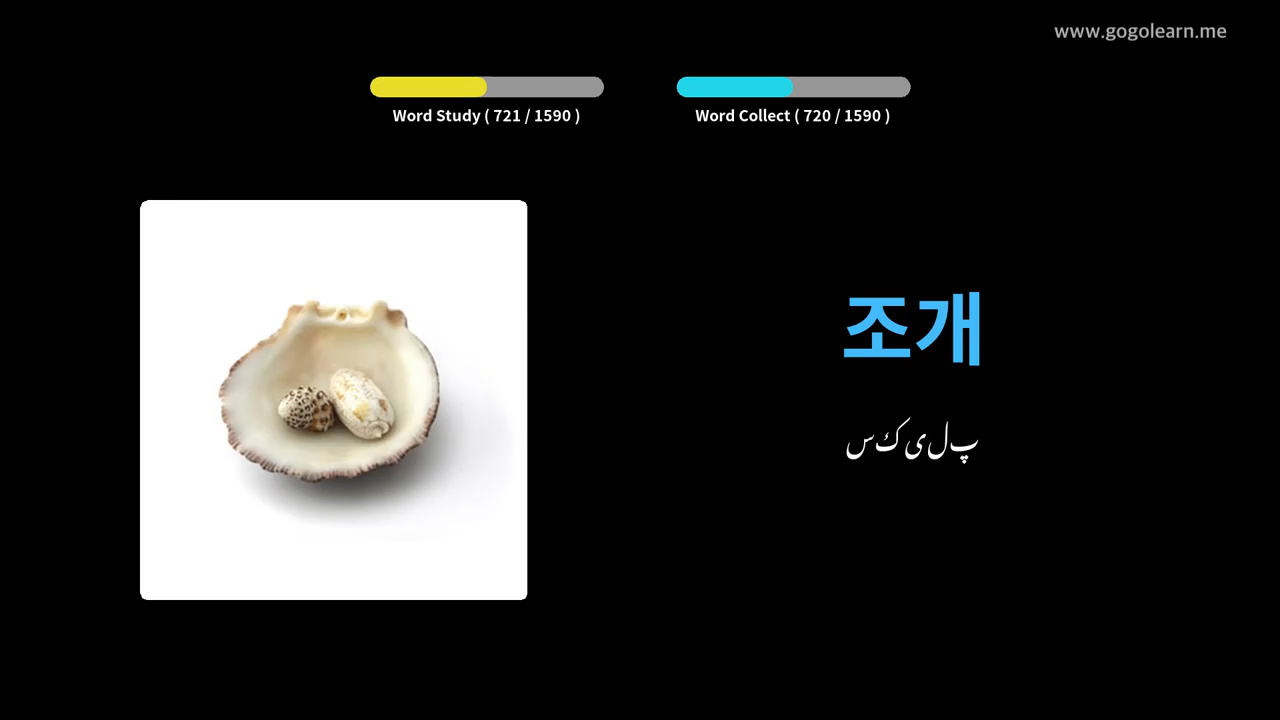 www.gogolearn.me
Word Study ( 721 / 1590 )
Word Collect ( 720 / 1590 )
조개
پ ل ی ک س